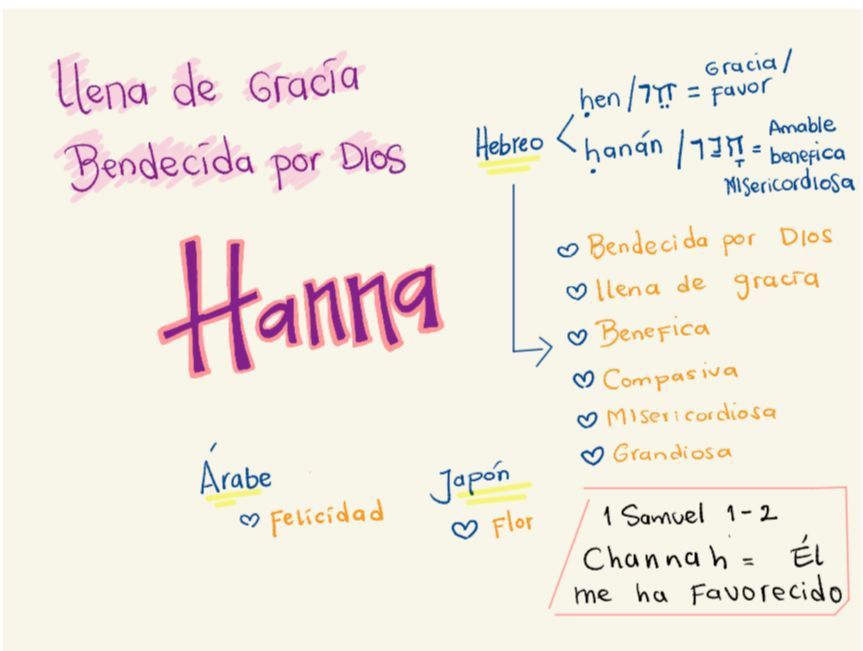 Llena de Gracia
Bendecida por Dios
Hanna
Hebreo
ḥen / חֵן = Gracia / Favor
ḥanán / חָנן = Amable
benefica
Misericordiosa
♡ Bendecida por Dios
♡ llena de gracia
♡ Benefica
♡ Compasiva
♡ Misericordiosa
♡ Grandiosa
Árabe
♡ Felicidad
Japón
♡ Flor
1 Samuel 1-2
Channah = Él
me ha Favorecido